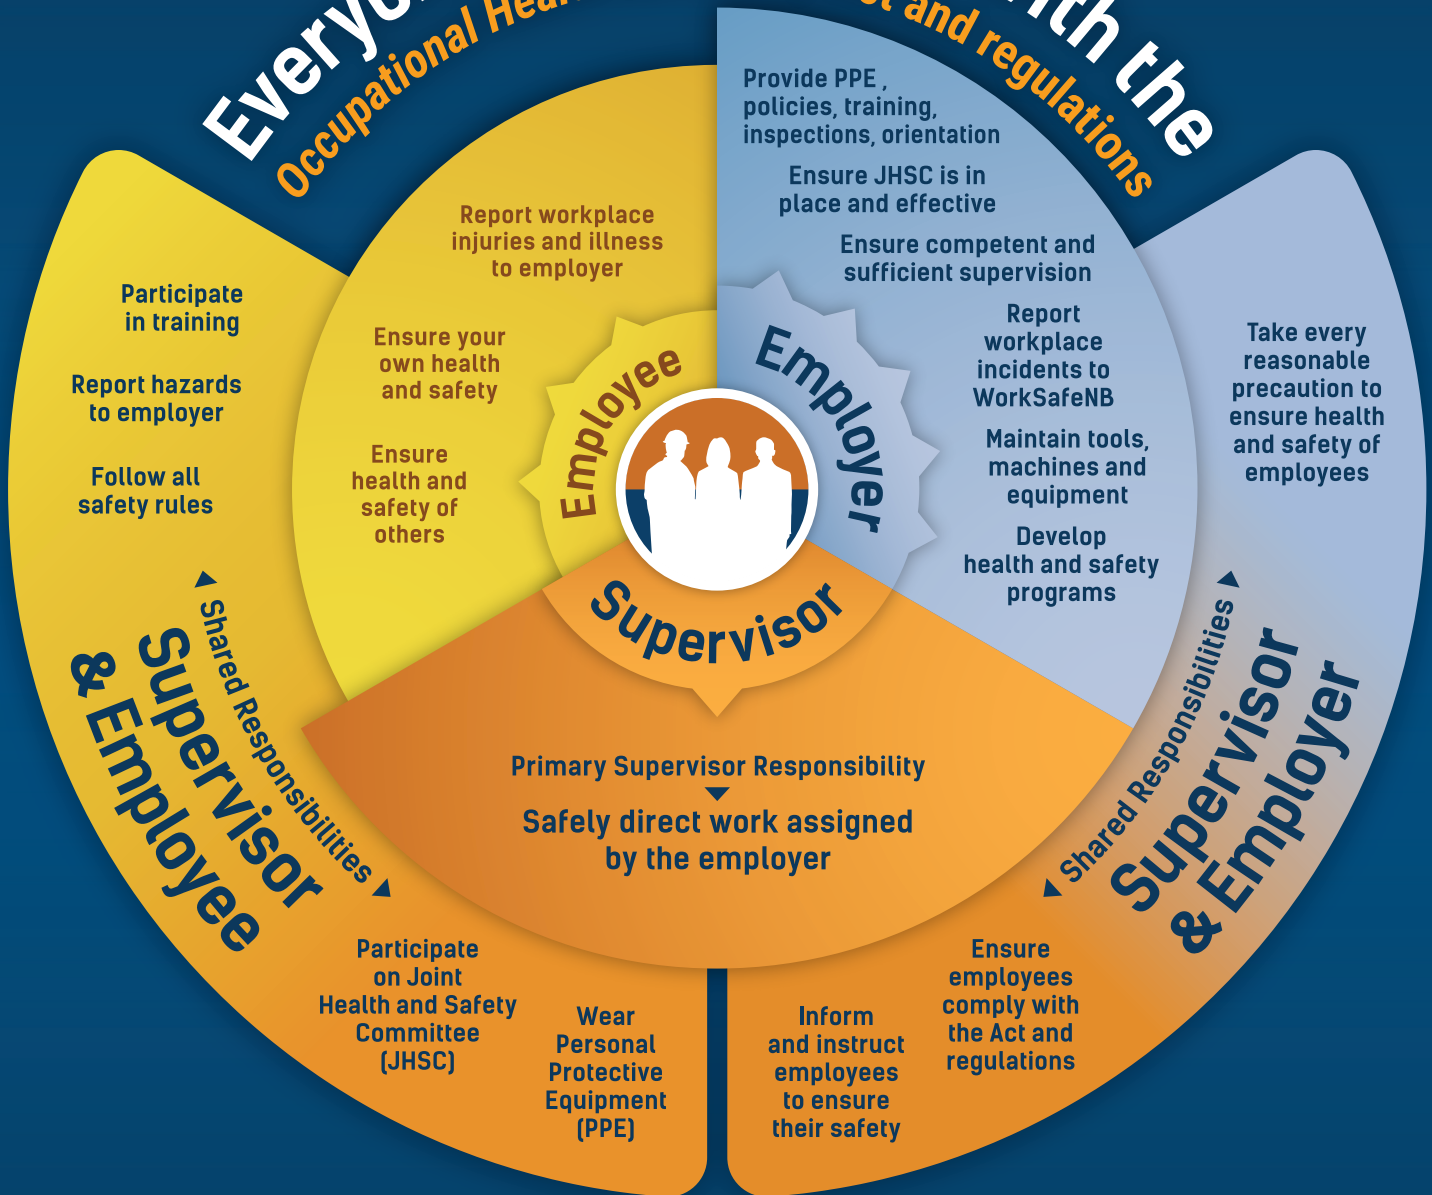 with the
Occupational
and regulations
Provide PPE ,
policies, training,
inspections, orientation
Ensure JHSC is in
place and effective
Ensure competent and
sufficient supervision
Report
workplace
incidents to
WorkSafeNB
Maintain tools,
machines and
equipment
Develop
health and safety
programs
Employer
Report workplace
injuries and illness
to employer
Ensure your
own health
and safety
Ensure
health and
safety of
others
Employee
Supervisor
Primary Supervisor Responsibility
Safely direct work assigned
by the employer
Participate
in training
Report hazards
to employer
Follow all
safety rules
Shared Responsibilities
Supervisor
& Employee
Participate
on Joint
Health and Safety
Committee
(JHSC)
Wear
Personal
Protective
Equipment
(PPE)
Take every
reasonable
precaution to
ensure health
and safety of
employees
Shared Responsibilities
Supervisor
& Employer
Ensure
employees
comply with
the Act and
regulations
Inform
and instruct
employees
to ensure
their safety